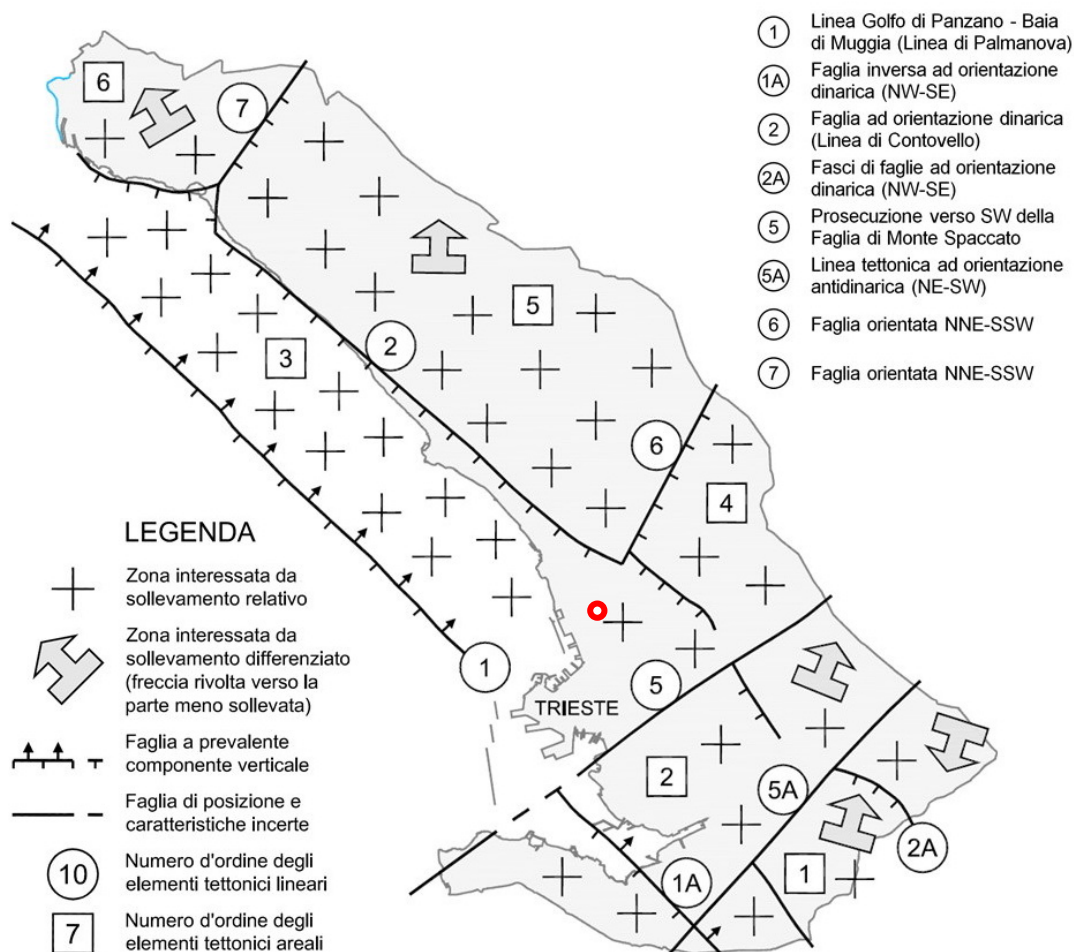 1 Linea Golfo di Panzano - Baia
di Muggia (Linea di Palmanova)
1A Faglia inversa ad orientazione
dinarica (NW-SE)
2 Faglia ad orientazione dinarica
(Linea di Contovello)
2A Fasci di faglie ad orientazione
dinarica (NW-SE)
5 Prosecuzione verso SW della
Faglia di Monte Spaccato
5A Linea tettonica ad orientazione
antidinarica (NE-SW)
6 Faglia orientata NNE-SSW
7 Faglia orientata NNE-SSW
6
7
5
3
2
6
4
1
5
TRIESTE
2
5A
1
2A
1A
LEGENDA
Zona interessata da
sollevamento relativo
Zona interessata da
sollevamento differenziato
(freccia rivolta verso la
parte meno sollevata)
Faglia a prevalente
componente verticale
Faglia di posizione e
caratteristiche incerte
10 Numero d'ordine degli
elementi tettonici lineari
7 Numero d'ordine degli
elementi tettonici areali